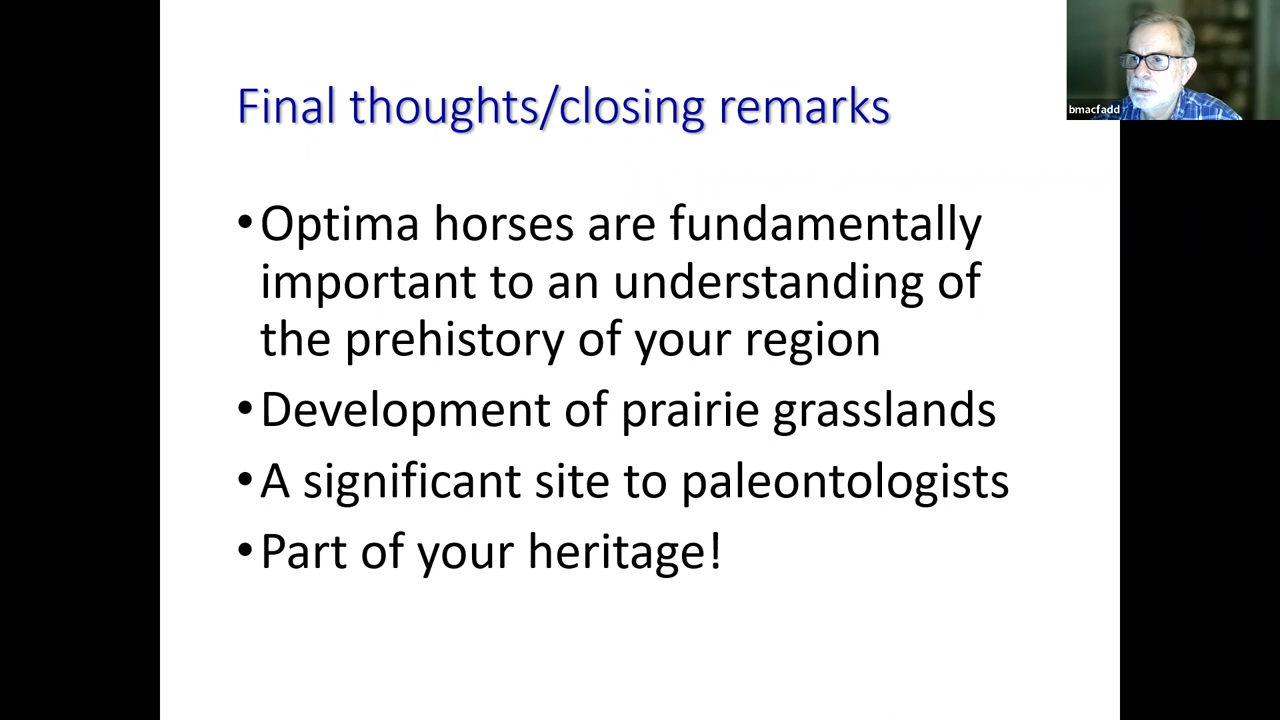 Final thoughts/closing remarks
bmacfadd
•Optima horses are fundamentally
important to an understanding of
the prehistory of your region
•Development of prairie grasslands
•A significant site to paleontologists
•Part of your heritage!